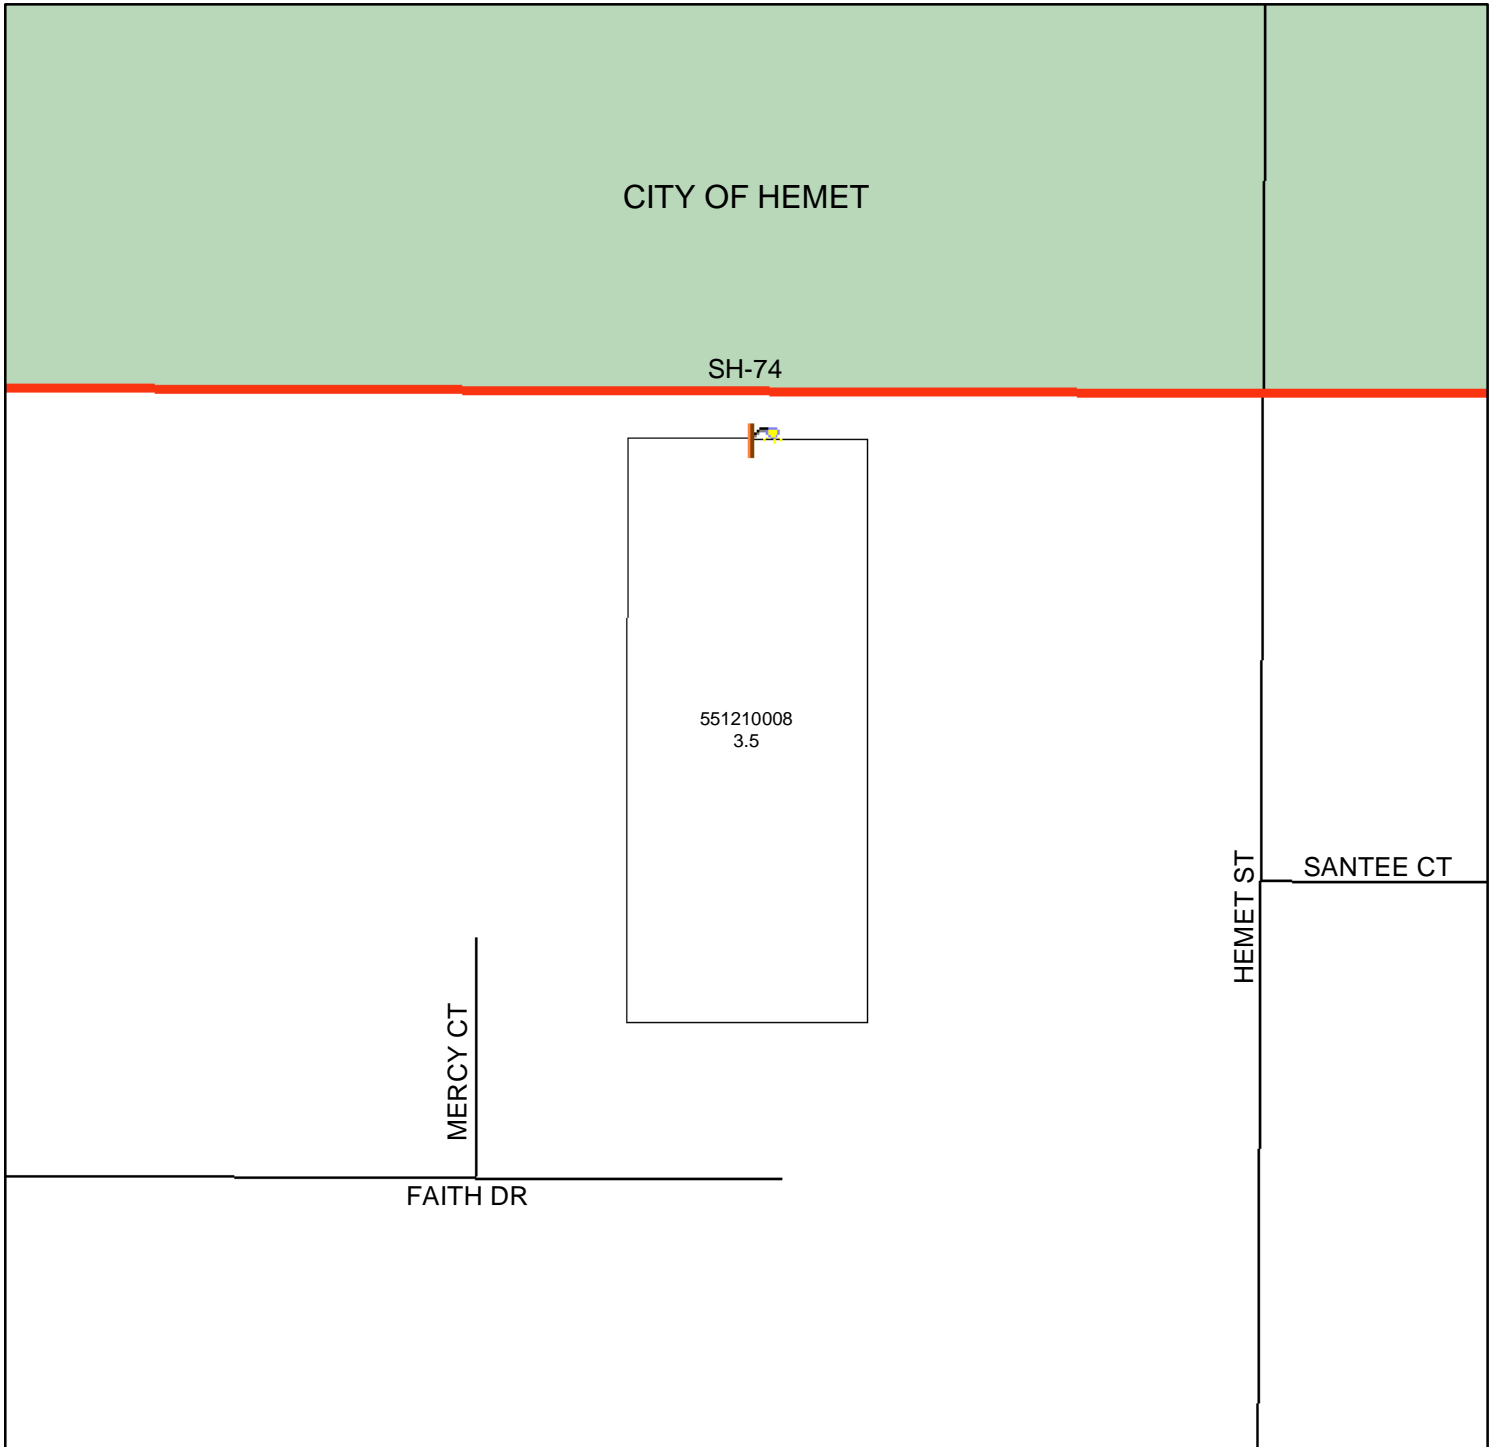 CITY OF HEMET
SH-74
551210008
3.5
HEMET ST
SANTEE CT
MERCY CT
FAITH DR